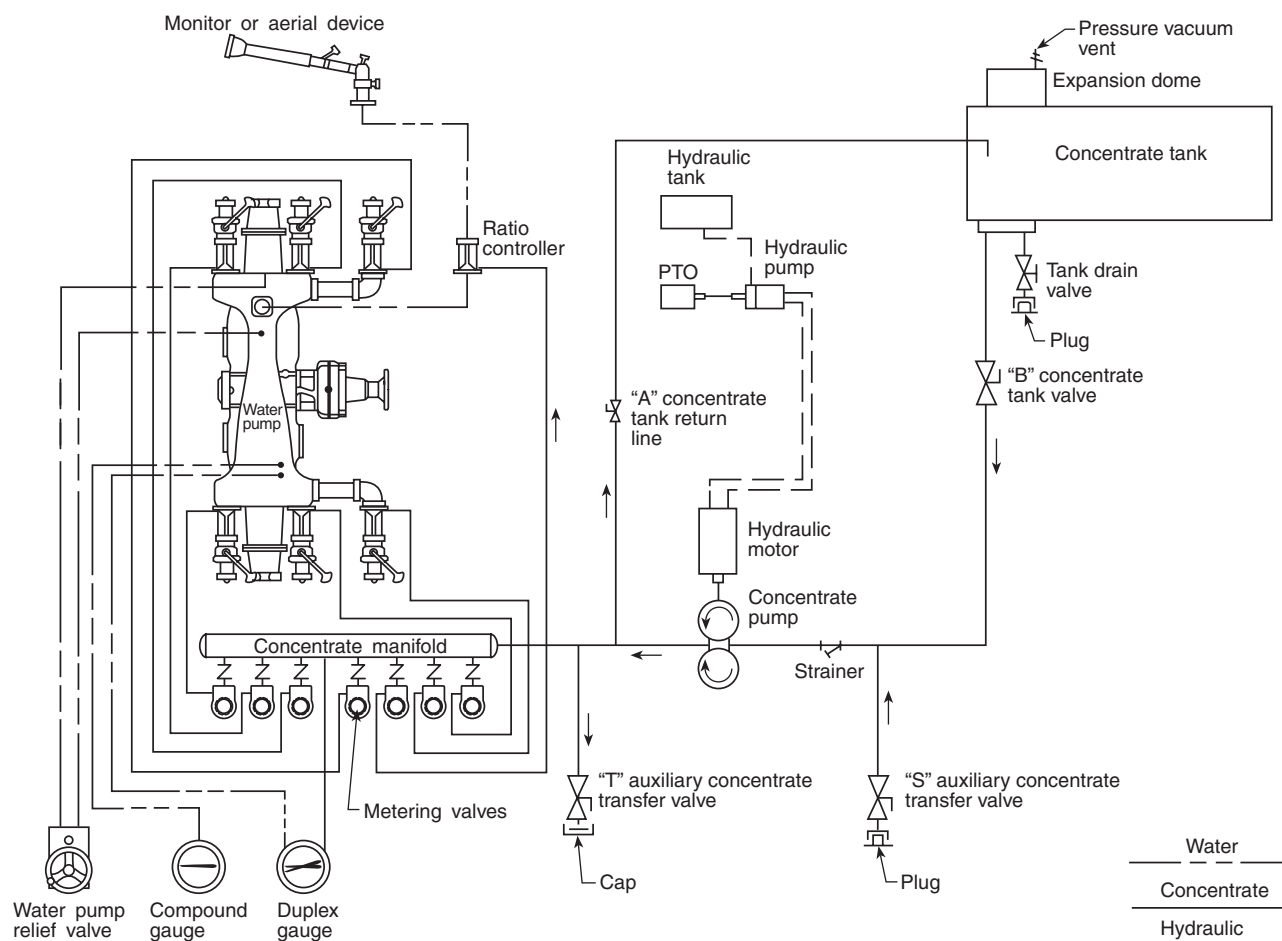 Monitor or aerial device
Pressure vacuum
vent
Expansion dome
Concentrate tank
Hydraulic
tank
Ratio
controller
Hydraulic
pump
PTO
Tank drain
valve
Plug
"B" concentrate
tank valve
"A" concentrate
tank return
line
Water
pump
Hydraulic
motor
Concentrate
pump
Concentrate manifold
Strainer
"T" auxiliary concentrate
transfer valve
"S" auxiliary concentrate
transfer valve
Metering valves
Cap
Plug
Water pump
relief valve
Compound
gauge
Duplex
gauge
Water
Concentrate
Hydraulic